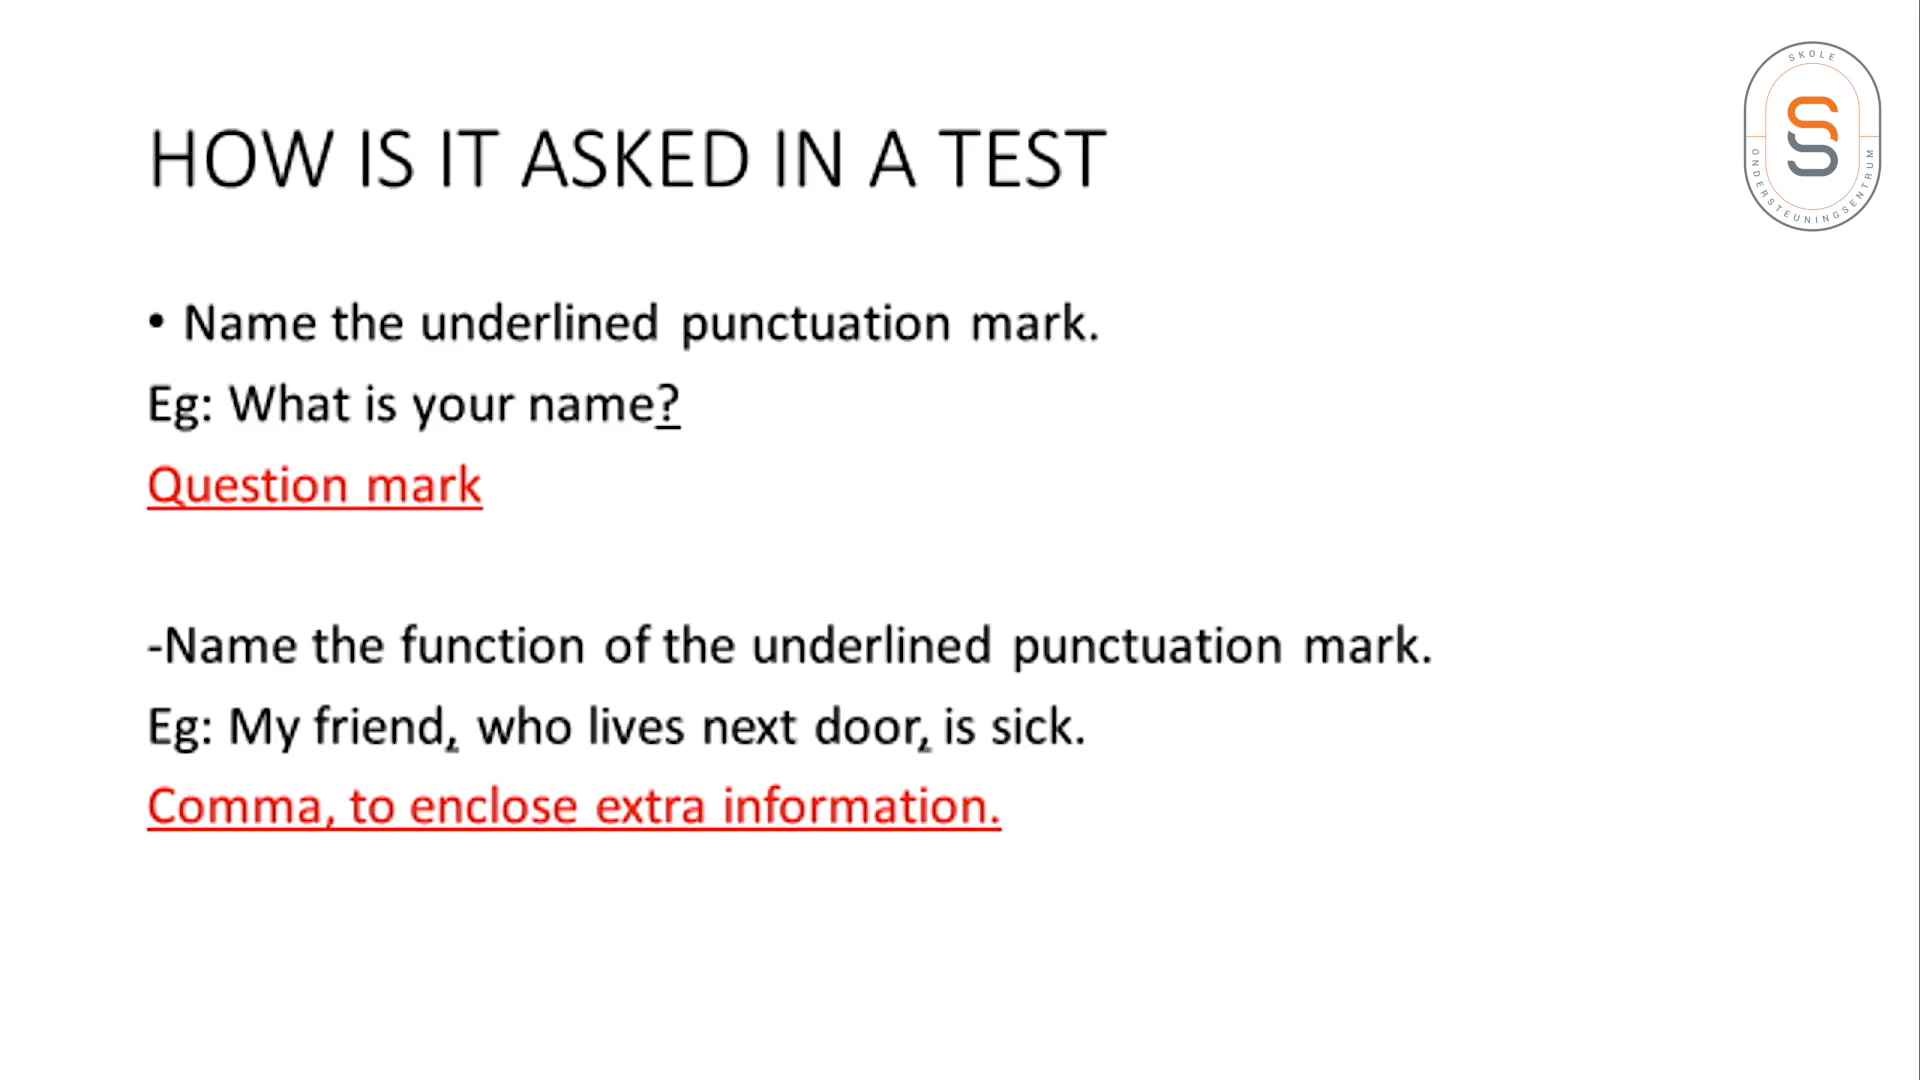 SKOLE
ONDERSTEUNINGSENTRUM
HOW IS IT ASKED IN A TEST
• Name the underlined punctuation mark.
Eg: What is your name?
Question mark
-Name the function of the underlined punctuation mark.
Eg: My friend, who lives next door, is sick.
Comma, to enclose extra information.